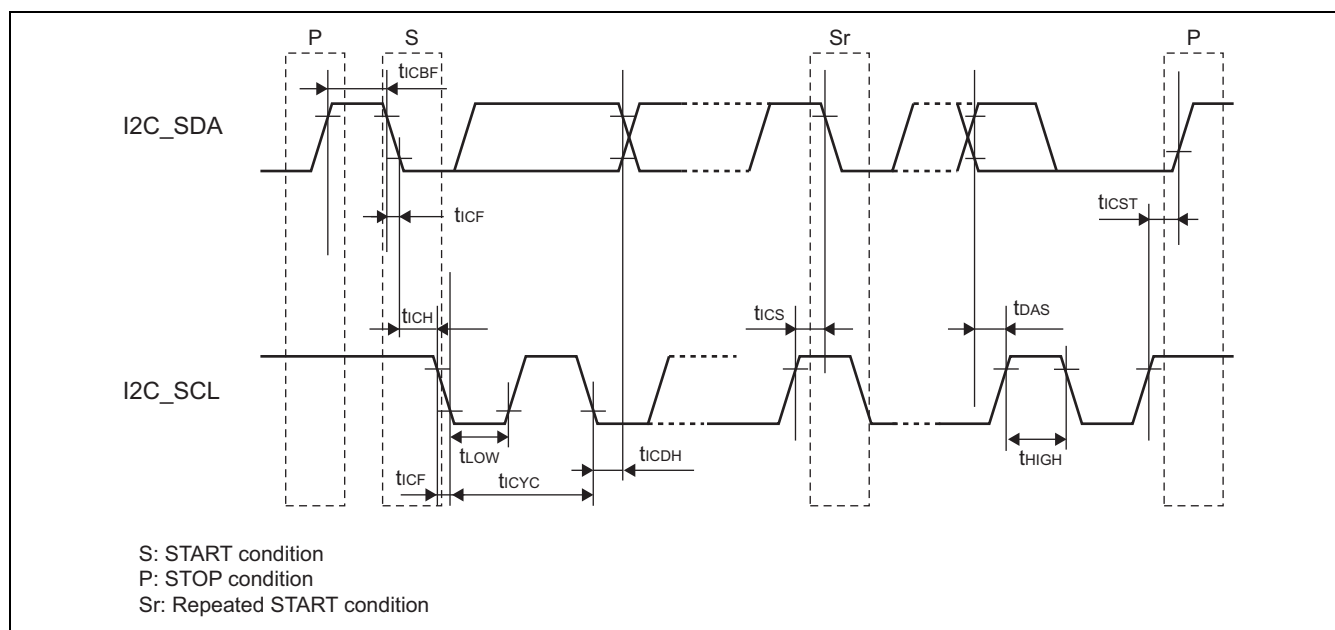 P S Sr P
tICBF
I2C_SDA
tICF
tICST
tICH tICS tDAS
I2C_SCL
tLOW tICDH tHIGH
tICF tICYC
S: START condition
P: STOP condition
Sr: Repeated START condition